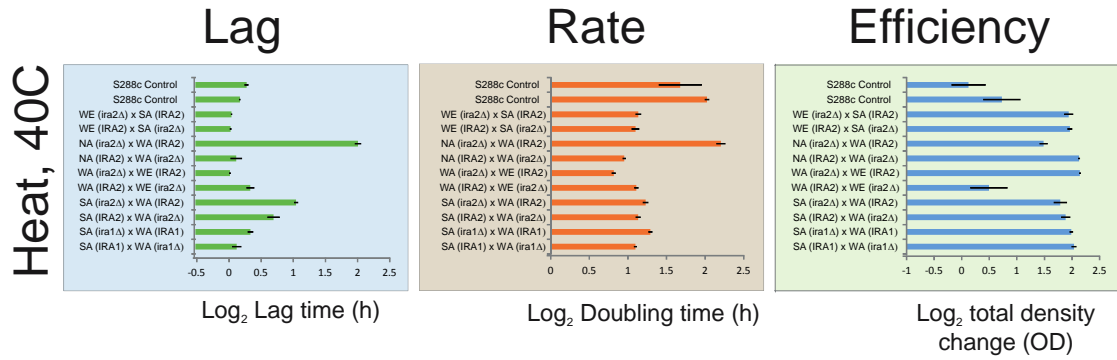 Lag
Rate
Efficiency
Heat, 40C
S288c Control
S288c Control
WE (ira2Δ) x SA (IRA2)
WE (IRA2) x SA (ira2Δ)
NA (ira2Δ) x WA (IRA2)
NA (IRA2) x WA (ira2Δ)
WA (ira2Δ) x WE (IRA2)
WA (IRA2) x WE (ira2Δ)
SA (ira2Δ) x WA (IRA2)
SA (IRA2) x WA (ira2Δ)
SA (ira1Δ) x WA (IRA1)
SA (IRA1) x WA (ira1Δ)
-0.5 0 0.5 1 1.5 2 2.5
Log₂ Lag time (h)
S288c Control
S288c Control
WE (ira2Δ) x SA (IRA2)
WE (IRA2) x SA (ira2Δ)
NA (ira2Δ) x WA (IRA2)
NA (IRA2) x WA (ira2Δ)
WA (ira2Δ) x WE (IRA2)
WA (IRA2) x WE (ira2Δ)
SA (ira2Δ) x WA (IRA2)
SA (IRA2) x WA (ira2Δ)
SA (ira1Δ) x WA (IRA1)
SA (IRA1) x WA (ira1Δ)
0 0.5 1 1.5 2 2.5
Log₂ Doubling time (h)
S288c Control
S288c Control
WE (ira2Δ) x SA (IRA2)
WE (IRA2) x SA (ira2Δ)
NA (ira2Δ) x WA (IRA2)
NA (IRA2) x WA (ira2Δ)
WA (ira2Δ) x WE (IRA2)
WA (IRA2) x WE (ira2Δ)
SA (ira2Δ) x WA (IRA2)
SA (IRA2) x WA (ira2Δ)
SA (ira1Δ) x WA (IRA1)
SA (IRA1) x WA (ira1Δ)
-1 -0.5 0 0.5 1 1.5 2 2.5
Log₂ total density
change (OD)